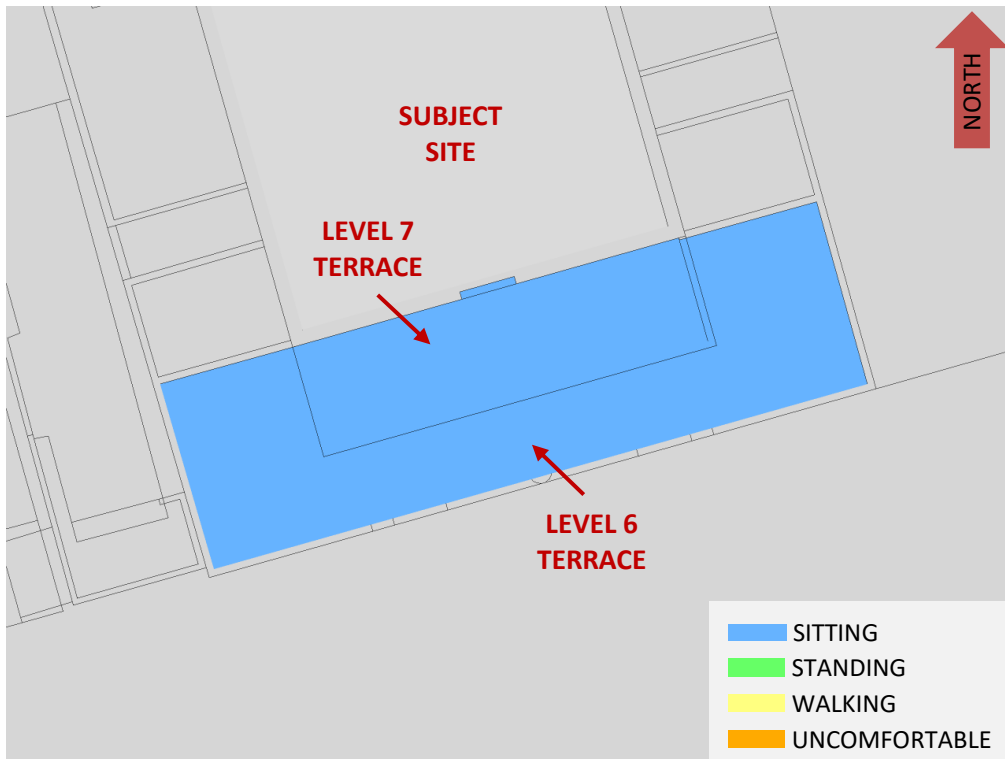 NORTH
SUBJECT
SITE
LEVEL 7
TERRACE
LEVEL 6
TERRACE
SITTING
STANDING
WALKING
UNCOMFORTABLE